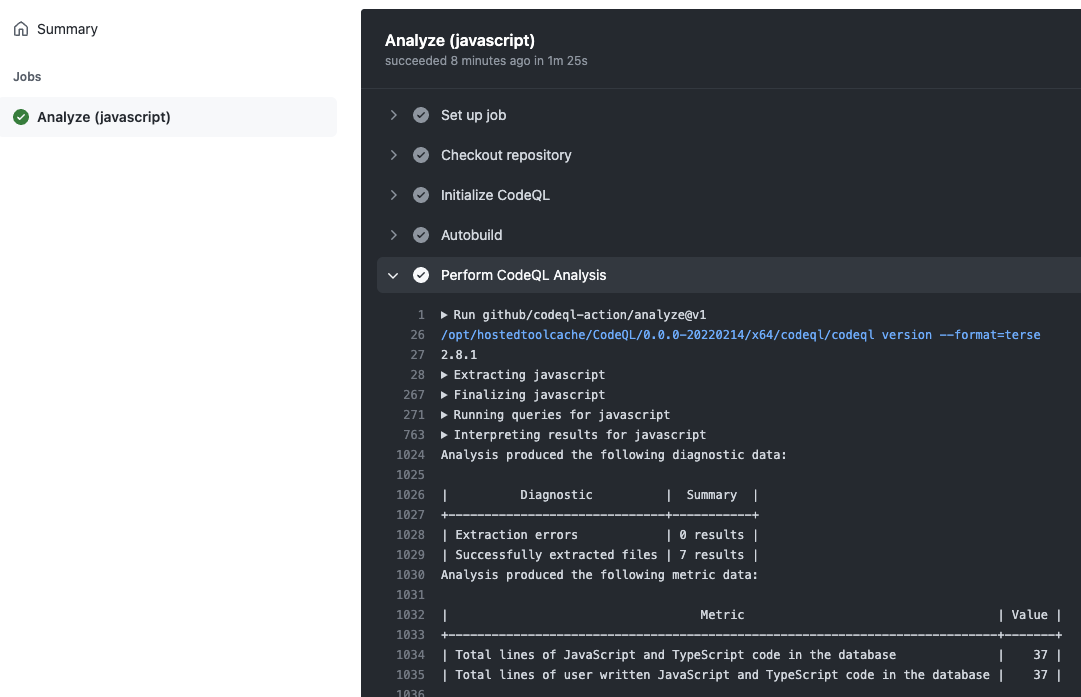 Summary
Jobs
Analyze (javascript)
Analyze (javascript)
succeeded 8 minutes ago in 1m 25s
Set up job
Checkout repository
Initialize CodeQL
Autobuild
Perform CodeQL Analysis
1 ▶ Run github/codeql-action/analyze@v1
26 /opt/hostedtoolcache/CodeQL/0.0.0-20220214/x64/codeql/codeql version --format=terse
27 2.8.1
28 ▶ Extracting javascript
267 ▶ Finalizing javascript
271 ▶ Running queries for javascript
763 ▶ Interpreting results for javascript
1024 Analysis produced the following diagnostic data:
1025
1026 |          Diagnostic          |  Summary  |
1027 +------------------------------+-----------+
1028 | Extraction errors            | 0 results |
1029 | Successfully extracted files | 7 results |
1030 Analysis produced the following metric data:
1031
1032 |                                   Metric                                    | Value |
1033 +-----------------------------------------------------------------------------+-------+
1034 | Total lines of JavaScript and TypeScript code in the database               |    37 |
1035 | Total lines of user written JavaScript and TypeScript code in the database |    37 |
1036